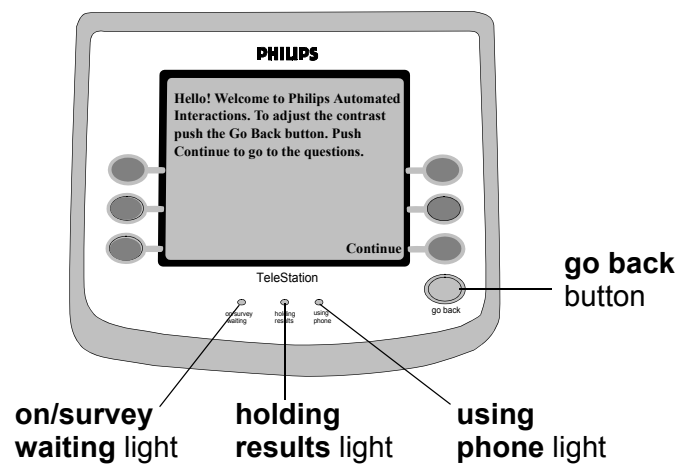 PHILIPS
Hello! Welcome to Philips Automated
Interactions. To adjust the contrast
push the Go Back button. Push
Continue to go to the questions.
Continue
TeleStation
on/survey
waiting
holding
results
using
phone
go back
go back
button
on/survey
waiting light
holding
results light
using
phone light